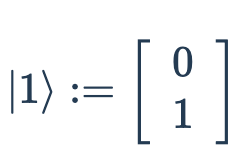 |1⟩ := [ 0
1 ]